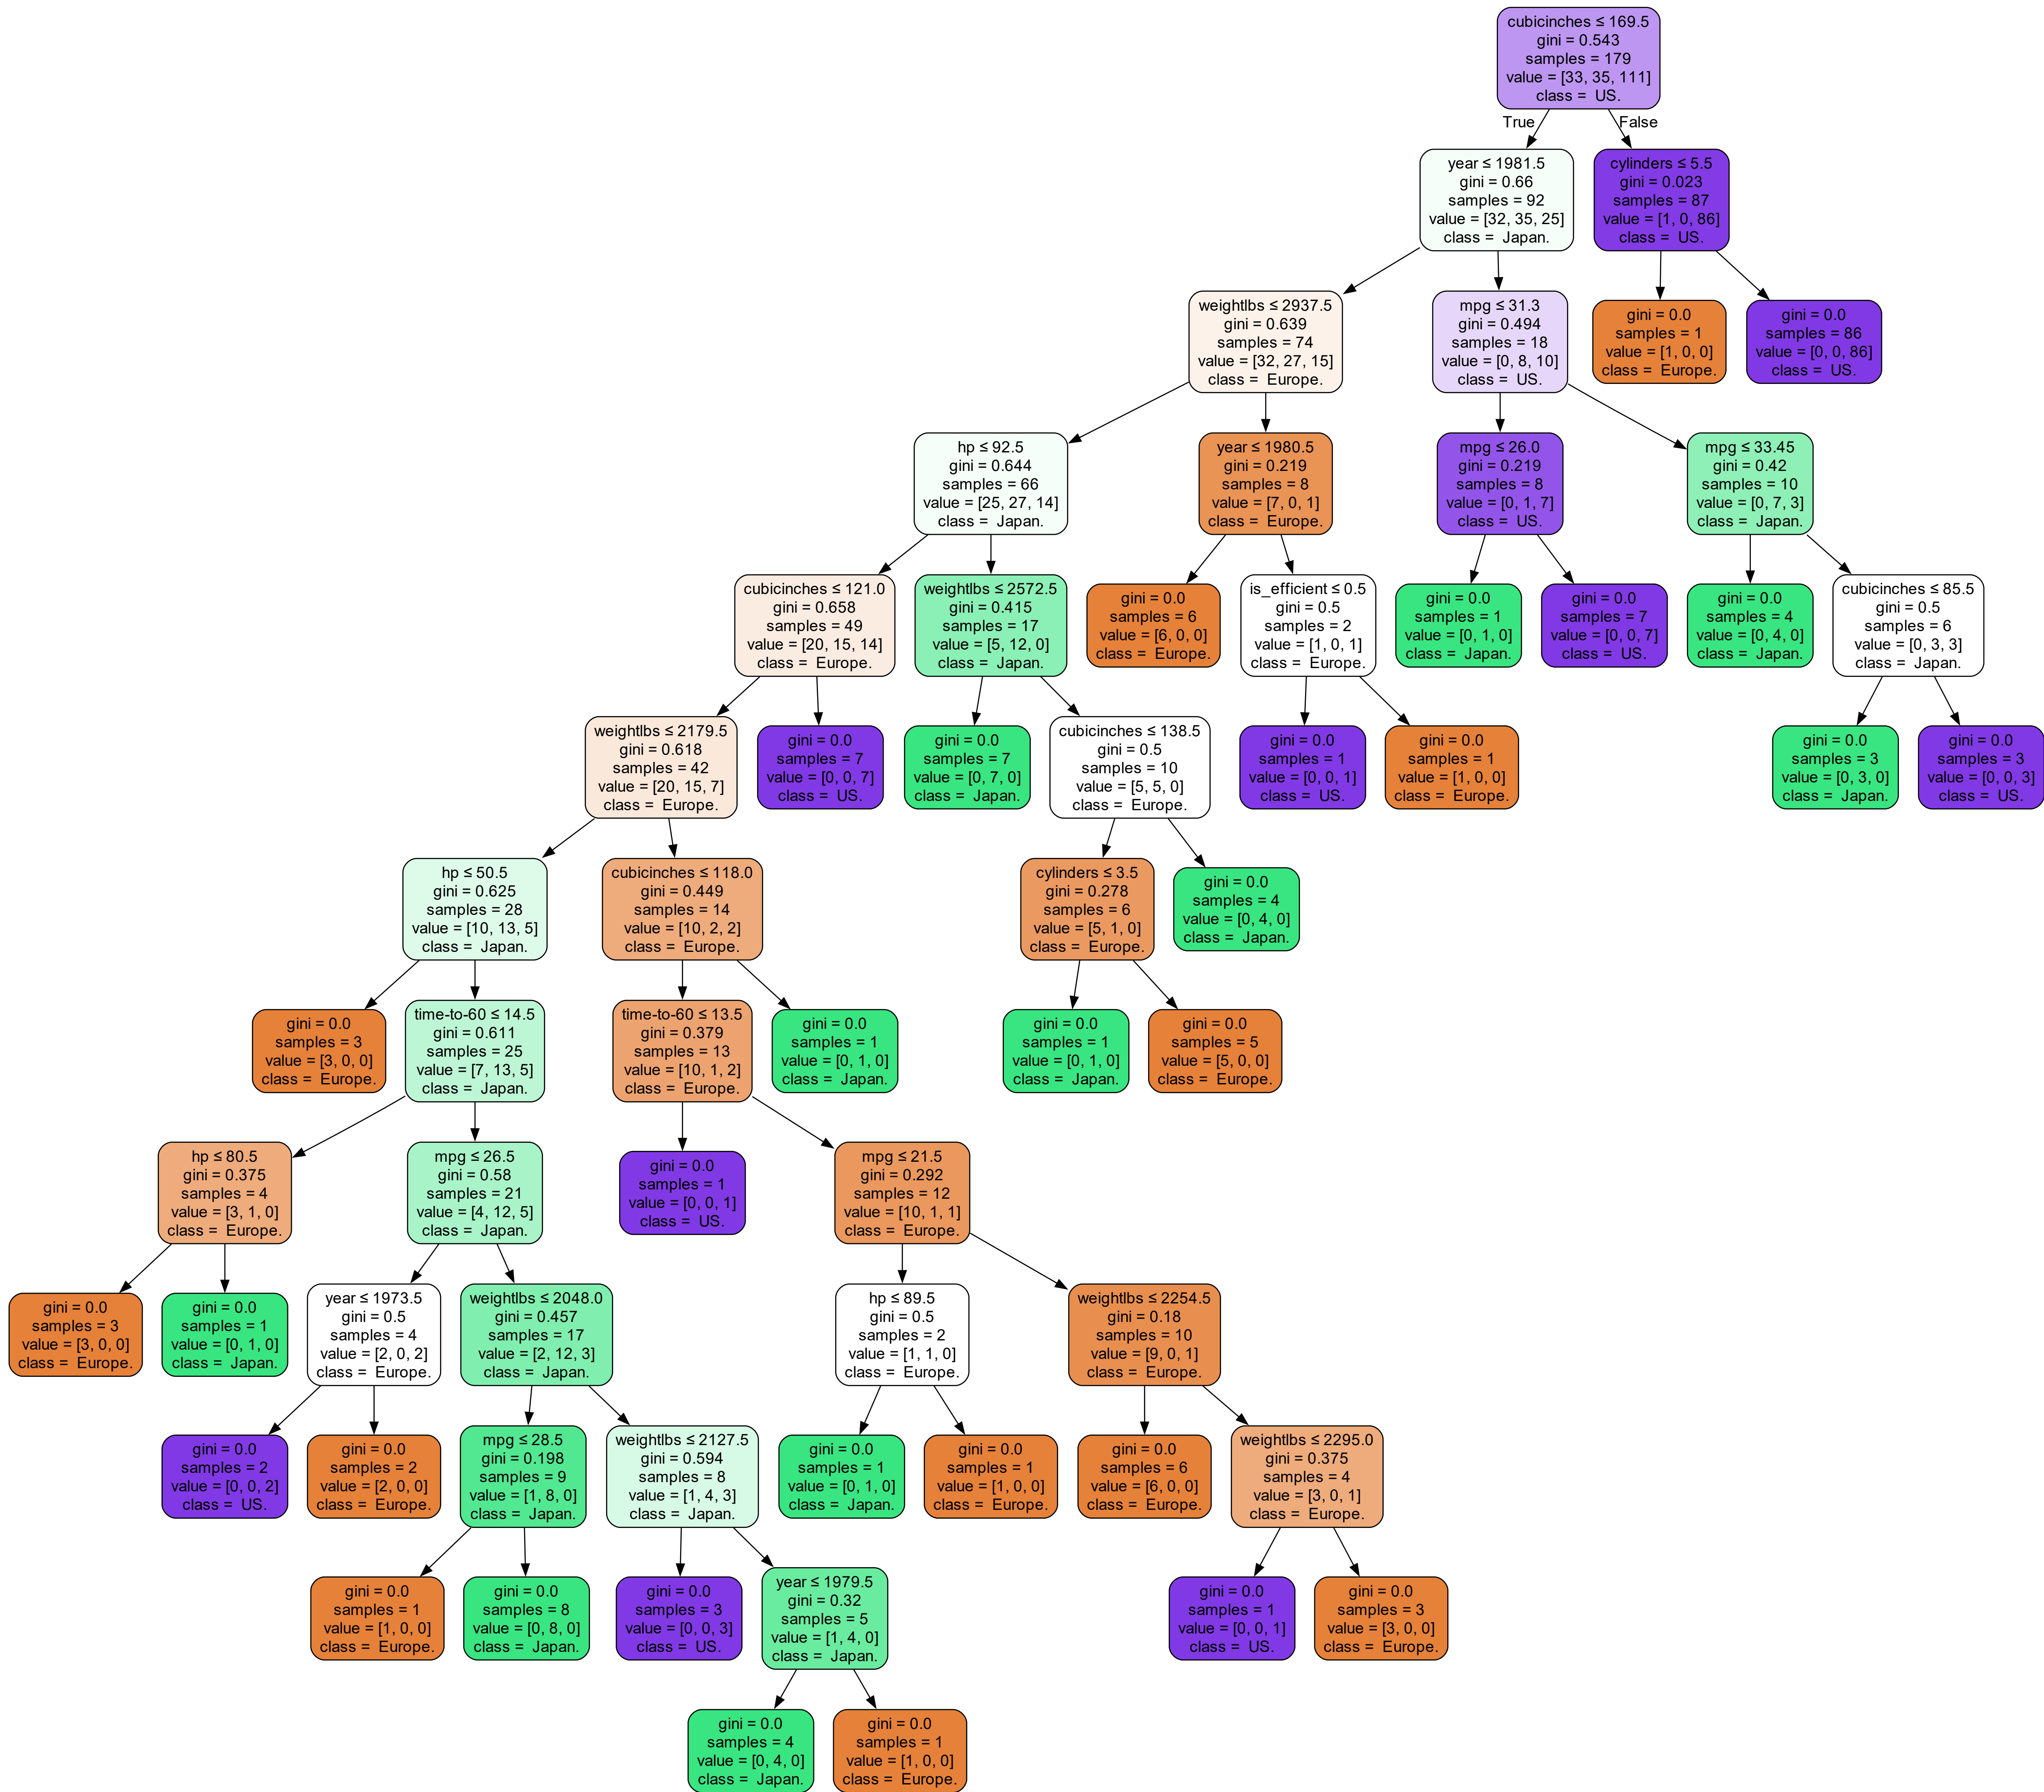 cubicinches ≤ 169.5
gini = 0.543
samples = 179
value = [33, 35, 111]
class =  US.
True
False
year ≤ 1981.5
gini = 0.66
samples = 92
value = [32, 35, 25]
class =  Japan.
cylinders ≤ 5.5
gini = 0.023
samples = 87
value = [1, 0, 86]
class =  US.
weightlbs ≤ 2937.5
gini = 0.639
samples = 74
value = [32, 27, 15]
class =  Europe.
mpg ≤ 31.3
gini = 0.494
samples = 18
value = [0, 8, 10]
class =  US.
gini = 0.0
samples = 1
value = [1, 0, 0]
class =  Europe.
gini = 0.0
samples = 86
value = [0, 0, 86]
class =  US.
hp ≤ 92.5
gini = 0.644
samples = 66
value = [25, 27, 14]
class =  Japan.
year ≤ 1980.5
gini = 0.219
samples = 8
value = [7, 0, 1]
class =  Europe.
mpg ≤ 26.0
gini = 0.219
samples = 8
value = [0, 1, 7]
class =  US.
mpg ≤ 33.45
gini = 0.42
samples = 10
value = [0, 7, 3]
class =  Japan.
cubicinches ≤ 121.0
gini = 0.658
samples = 49
value = [20, 15, 14]
class =  Europe.
weightlbs ≤ 2572.5
gini = 0.415
samples = 17
value = [5, 12, 0]
class =  Japan.
gini = 0.0
samples = 6
value = [6, 0, 0]
class =  Europe.
is_efficient ≤ 0.5
gini = 0.5
samples = 2
value = [1, 0, 1]
class =  Europe.
gini = 0.0
samples = 1
value = [0, 1, 0]
class =  Japan.
gini = 0.0
samples = 7
value = [0, 0, 7]
class =  US.
gini = 0.0
samples = 4
value = [0, 4, 0]
class =  Japan.
cubicinches ≤ 85.5
gini = 0.5
samples = 6
value = [0, 3, 3]
class =  Japan.
weightlbs ≤ 2179.5
gini = 0.618
samples = 42
value = [20, 15, 7]
class =  Europe.
gini = 0.0
samples = 7
value = [0, 0, 7]
class =  US.
gini = 0.0
samples = 7
value = [0, 7, 0]
class =  Japan.
cubicinches ≤ 138.5
gini = 0.5
samples = 10
value = [5, 5, 0]
class =  Europe.
gini = 0.0
samples = 1
value = [0, 0, 1]
class =  US.
gini = 0.0
samples = 1
value = [1, 0, 0]
class =  Europe.
gini = 0.0
samples = 3
value = [0, 3, 0]
class =  Japan.
gini = 0.0
samples = 3
value = [0, 0, 3]
class =  US.
hp ≤ 50.5
gini = 0.625
samples = 28
value = [10, 13, 5]
class =  Japan.
cubicinches ≤ 118.0
gini = 0.449
samples = 14
value = [10, 2, 2]
class =  Europe.
cylinders ≤ 3.5
gini = 0.278
samples = 6
value = [5, 1, 0]
class =  Europe.
gini = 0.0
samples = 4
value = [0, 4, 0]
class =  Japan.
gini = 0.0
samples = 3
value = [3, 0, 0]
class =  Europe.
time-to-60 ≤ 14.5
gini = 0.611
samples = 25
value = [7, 13, 5]
class =  Japan.
time-to-60 ≤ 13.5
gini = 0.379
samples = 13
value = [10, 1, 2]
class =  Europe.
gini = 0.0
samples = 1
value = [0, 1, 0]
class =  Japan.
gini = 0.0
samples = 1
value = [0, 1, 0]
class =  Japan.
gini = 0.0
samples = 5
value = [5, 0, 0]
class =  Europe.
hp ≤ 80.5
gini = 0.375
samples = 4
value = [3, 1, 0]
class =  Europe.
mpg ≤ 26.5
gini = 0.58
samples = 21
value = [4, 12, 5]
class =  Japan.
gini = 0.0
samples = 1
value = [0, 0, 1]
class =  US.
mpg ≤ 21.5
gini = 0.292
samples = 12
value = [10, 1, 1]
class =  Europe.
gini = 0.0
samples = 3
value = [3, 0, 0]
class =  Europe.
gini = 0.0
samples = 1
value = [0, 1, 0]
class =  Japan.
year ≤ 1973.5
gini = 0.5
samples = 4
value = [2, 0, 2]
class =  Europe.
weightlbs ≤ 2048.0
gini = 0.457
samples = 17
value = [2, 12, 3]
class =  Japan.
hp ≤ 89.5
gini = 0.5
samples = 2
value = [1, 1, 0]
class =  Europe.
weightlbs ≤ 2254.5
gini = 0.18
samples = 10
value = [9, 0, 1]
class =  Europe.
gini = 0.0
samples = 2
value = [0, 0, 2]
class =  US.
gini = 0.0
samples = 2
value = [2, 0, 0]
class =  Europe.
mpg ≤ 28.5
gini = 0.198
samples = 9
value = [1, 8, 0]
class =  Japan.
weightlbs ≤ 2127.5
gini = 0.594
samples = 8
value = [1, 4, 3]
class =  Japan.
gini = 0.0
samples = 1
value = [0, 1, 0]
class =  Japan.
gini = 0.0
samples = 1
value = [1, 0, 0]
class =  Europe.
gini = 0.0
samples = 6
value = [6, 0, 0]
class =  Europe.
weightlbs ≤ 2295.0
gini = 0.375
samples = 4
value = [3, 0, 1]
class =  Europe.
gini = 0.0
samples = 1
value = [1, 0, 0]
class =  Europe.
gini = 0.0
samples = 8
value = [0, 8, 0]
class =  Japan.
gini = 0.0
samples = 3
value = [0, 0, 3]
class =  US.
year ≤ 1979.5
gini = 0.32
samples = 5
value = [1, 4, 0]
class =  Japan.
gini = 0.0
samples = 1
value = [0, 0, 1]
class =  US.
gini = 0.0
samples = 3
value = [3, 0, 0]
class =  Europe.
gini = 0.0
samples = 4
value = [0, 4, 0]
class =  Japan.
gini = 0.0
samples = 1
value = [1, 0, 0]
class =  Europe.